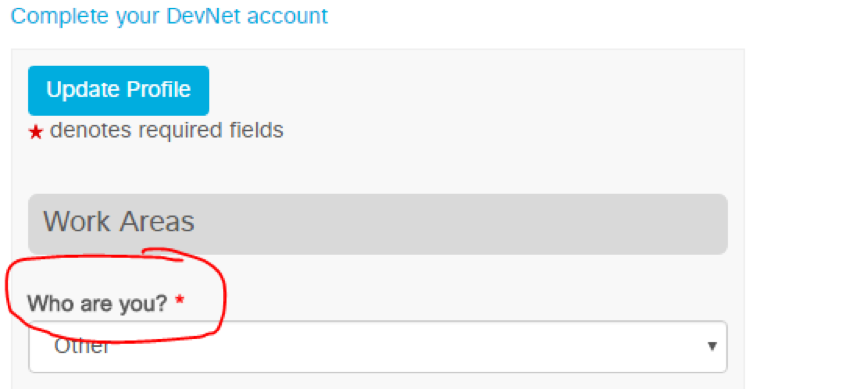 Complete your DevNet account
Update Profile
★ denotes required fields
Work Areas
Who are you? *
Other